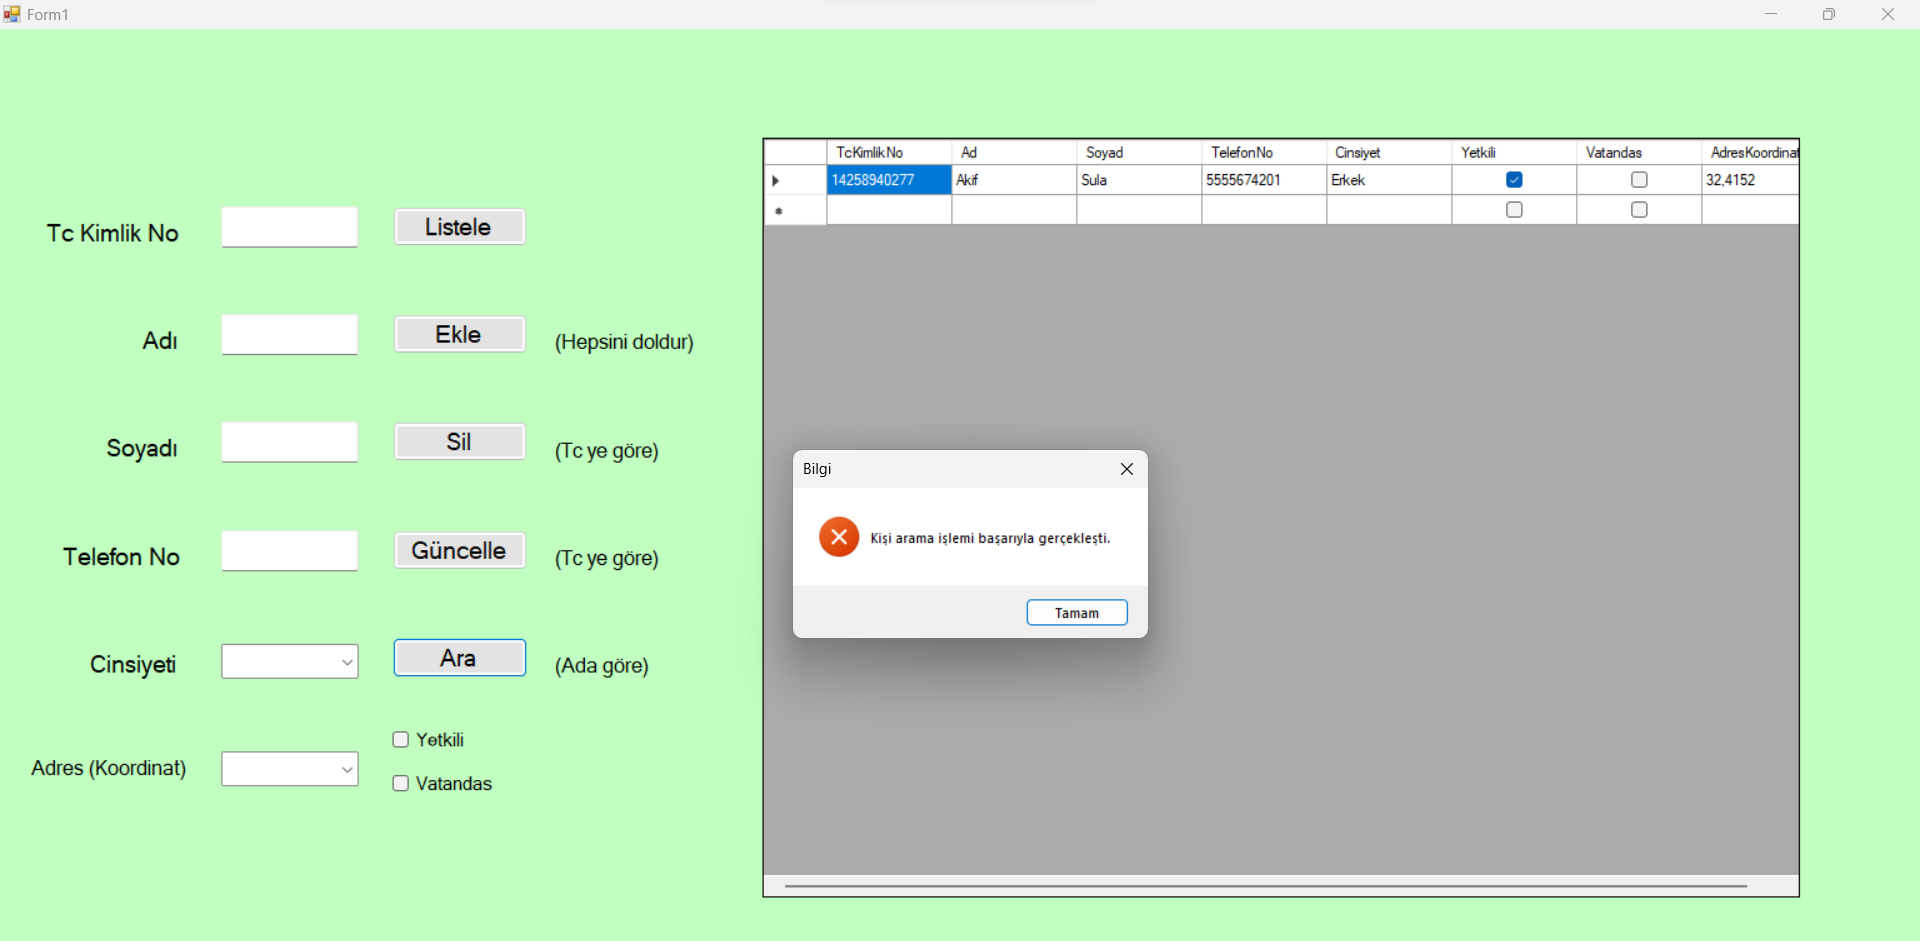 Form1
Tc Kimlik No
Listele
Adı
Ekle
(Hepsini doldur)
Soyadı
Sil
(Tc ye göre)
Telefon No
Güncelle
(Tc ye göre)
Cinsiyeti
Ara
(Ada göre)
Adres (Koordinat)
Yetkili
Vatandas
TcKimlikNo Ad Soyad TelefonNo Cinsiyet Yetkili Vatandas AdresKoordinat
14258940277 Akif Sula 5555674201 Erkek 32,4152
Bilgi
Kişi arama işlemi başarıyla gerçekleşti.
Tamam